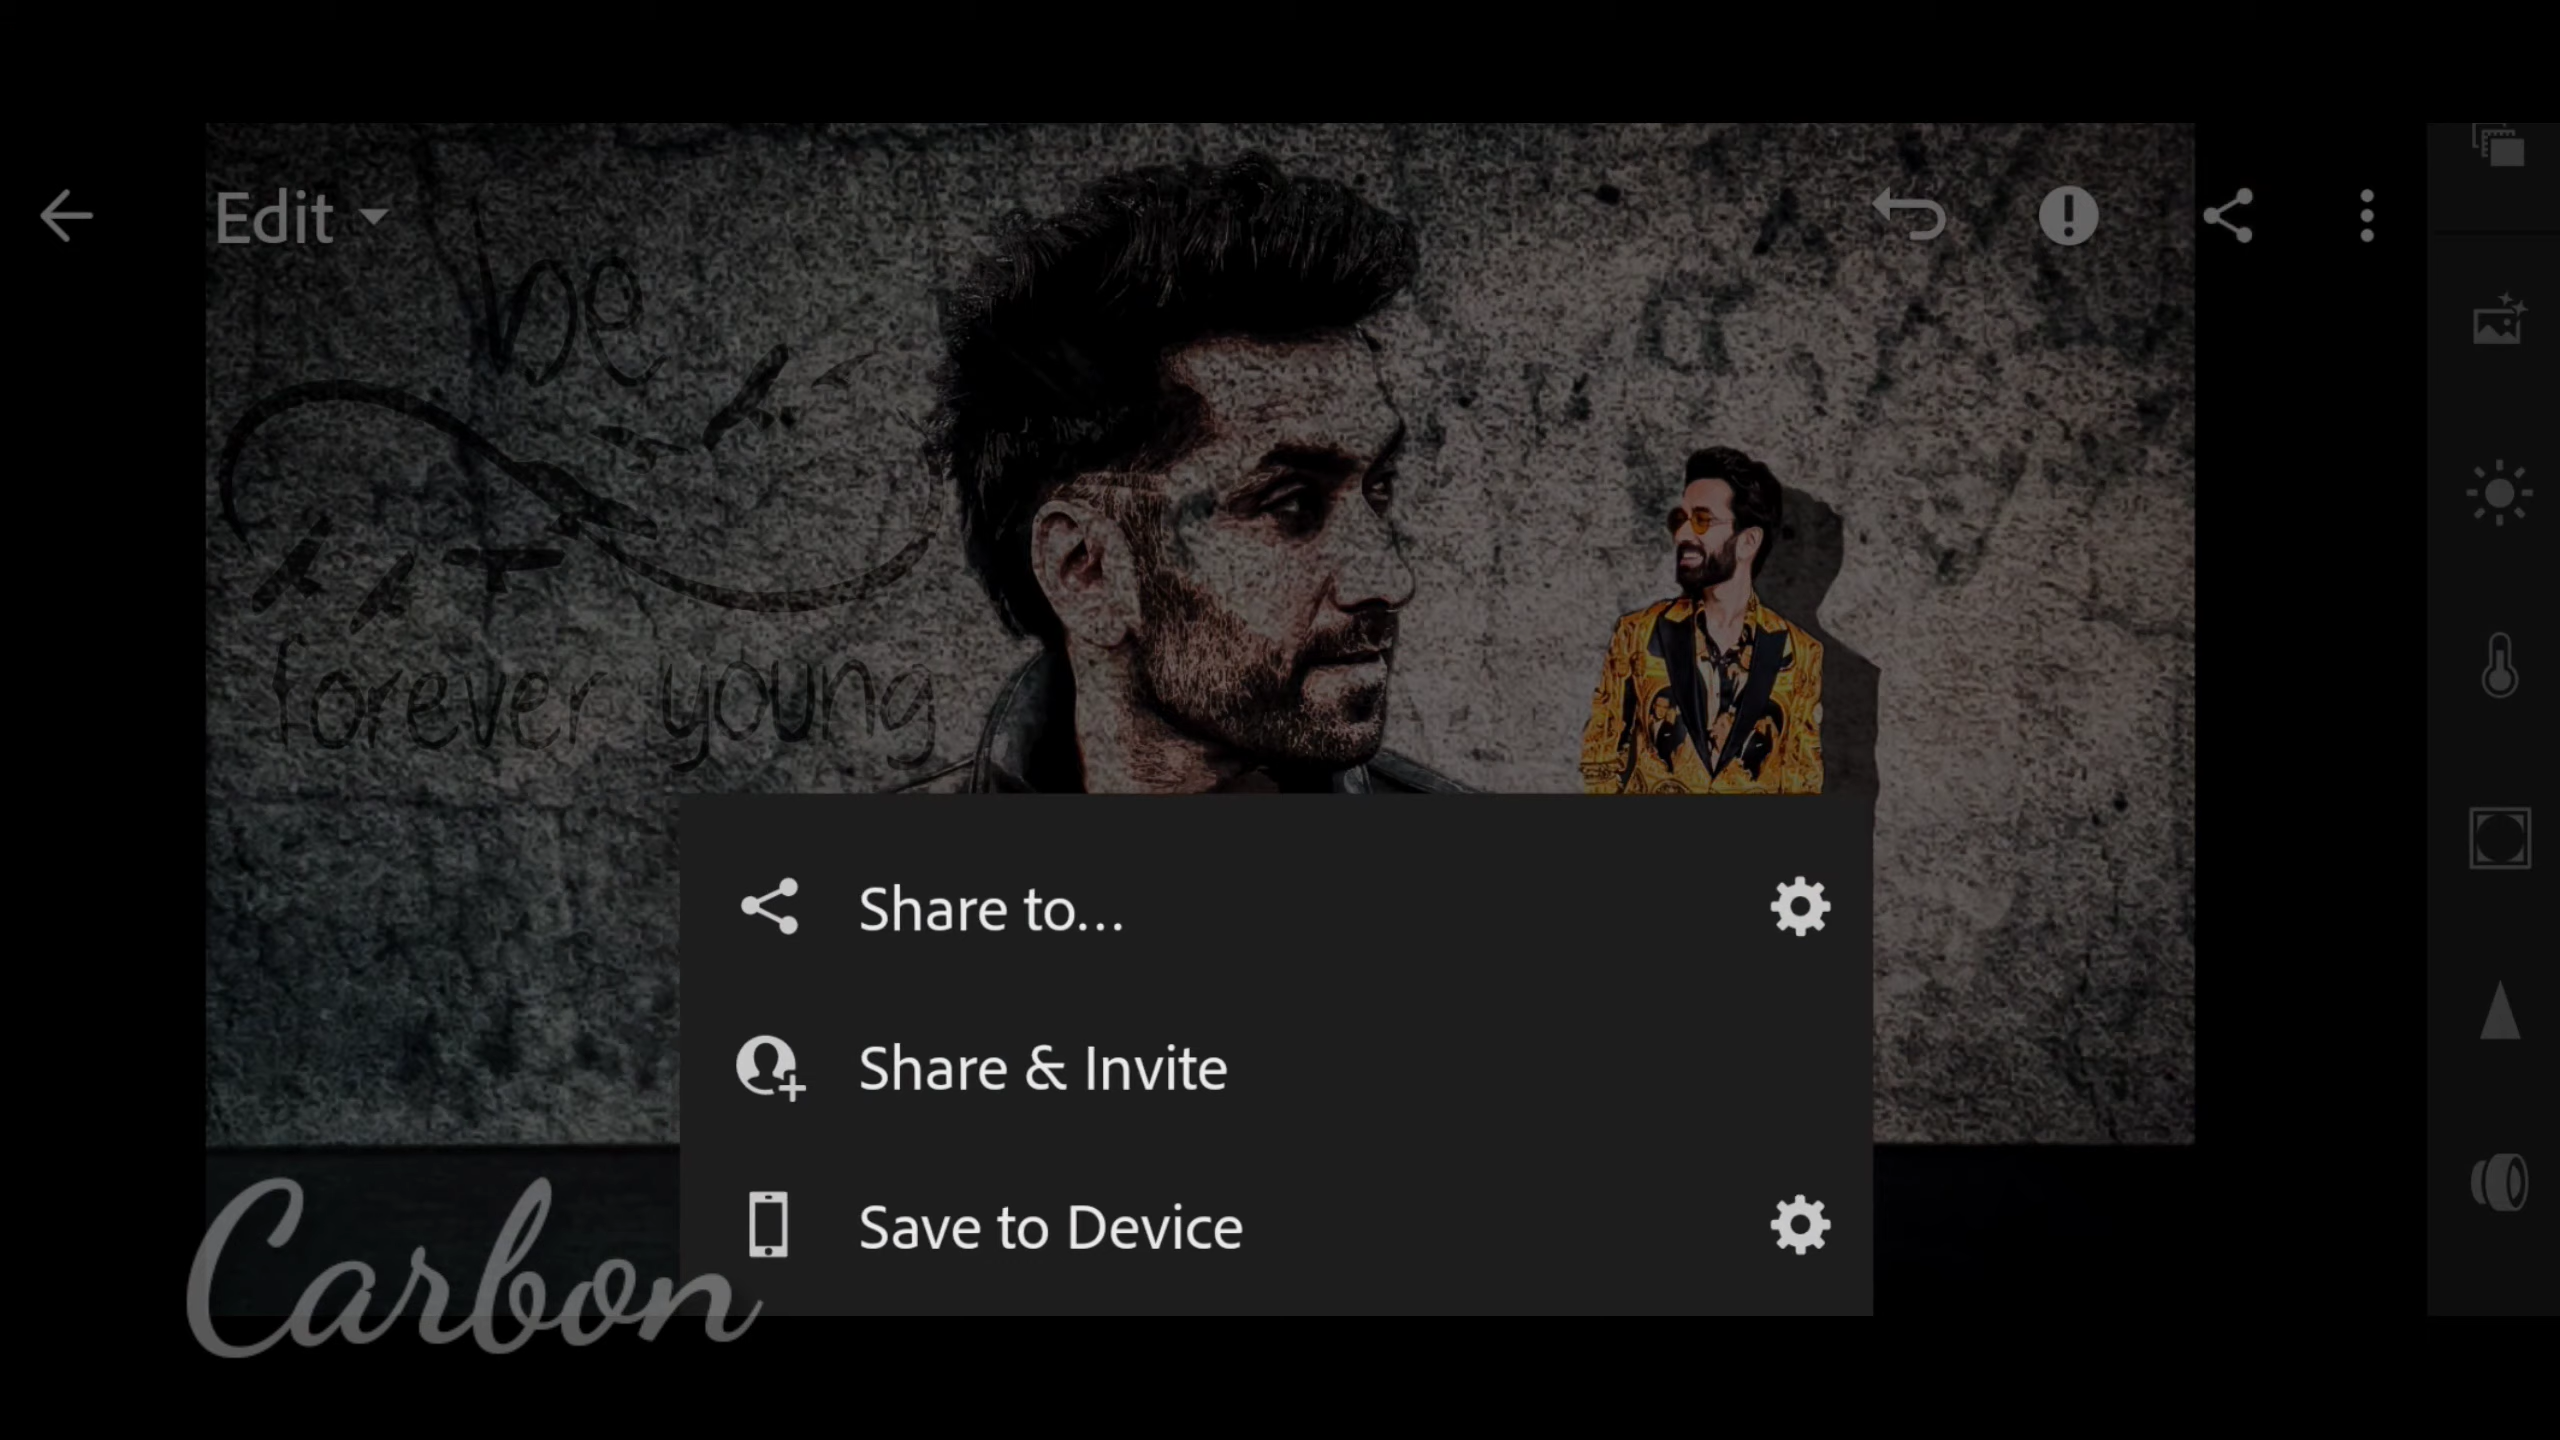 Edit
be
forever young
Share to...
Share & Invite
Save to Device
Carbon